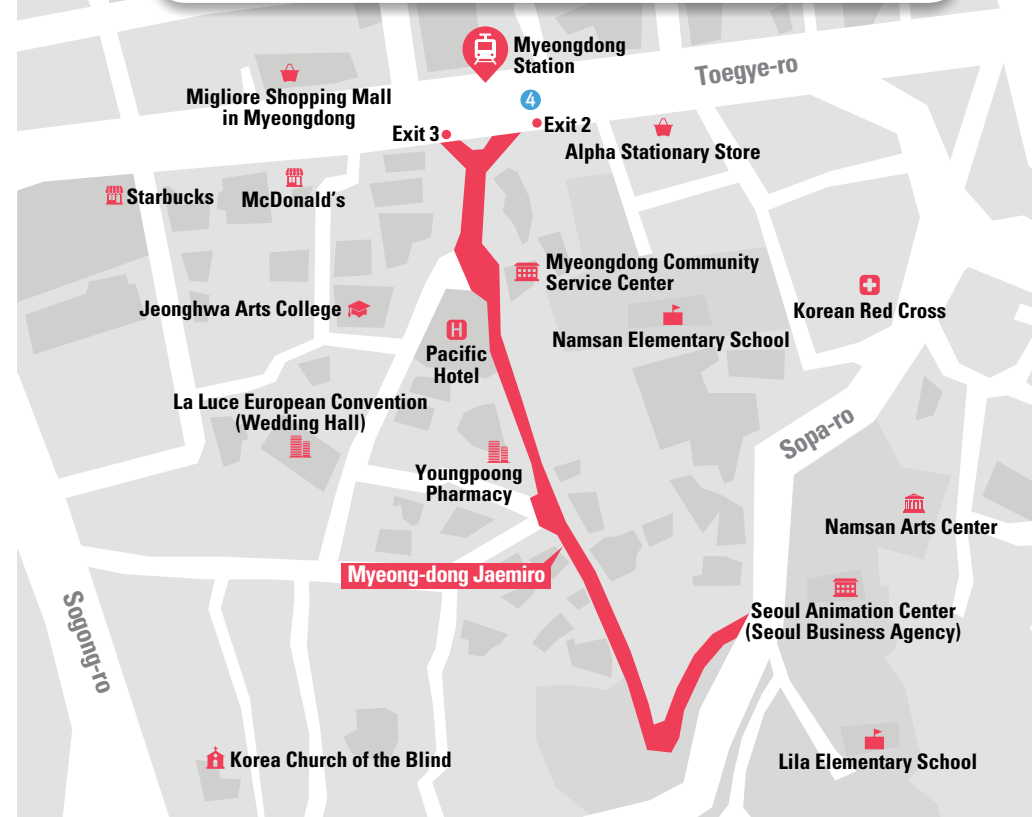 Myeongdong
Station
Toegye-ro
Migliore Shopping Mall
in Myeongdong
4
Exit 3
Exit 2
Alpha Stationary Store
Starbucks
McDonald's
Myeongdong Community
Service Center
Jeonghwa Arts College
Korean Red Cross
H
Pacific
Hotel
Namsan Elementary School
La Luce European Convention
(Wedding Hall)
Sopa-ro
Youngpoong
Pharmacy
Namsan Arts Center
Myeong-dong Jaemiro
Sogong-ro
Seoul Animation Center
(Seoul Business Agency)
Korea Church of the Blind
Lila Elementary School